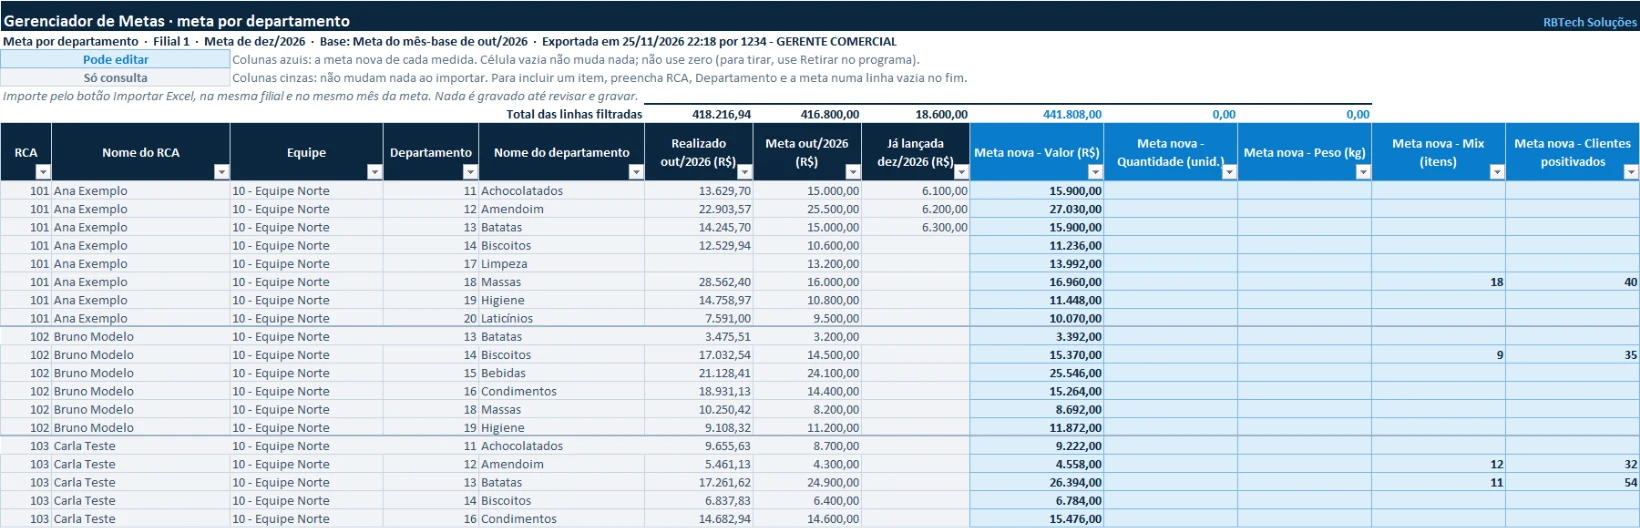 Gerenciador de Metas · meta por departamento
RBTech Soluções
Meta por departamento · Filial 1 · Meta de dez/2026 · Base: Meta do mês-base de out/2026 · Exportada em 25/11/2026 22:18 por 1234 - GERENTE COMERCIAL
Pode editar Colunas azuis: a meta nova de cada medida. Célula vazia não muda nada; não use zero (para tirar, use Retirar no programa).
Só consulta Colunas cinzas: não mudam nada ao importar. Para incluir um item, preencha RCA, Departamento e a meta numa linha vazia no fim.
Importe pelo botão Importar Excel, na mesma filial e no mesmo mês da meta. Nada é gravado até revisar e gravar.
Total das linhas filtradas 418.216,94 416.800,00 18.600,00 441.808,00 0,00 0,00
RCA Nome do RCA Equipe Departamento Nome do departamento Realizado out/2026 (R$) Meta out/2026 (R$) Já lançada dez/2026 (R$) Meta nova - Valor (R$) Meta nova - Quantidade (unid.) Meta nova - Peso (kg) Meta nova - Mix (itens) Meta nova - Clientes positivados
101 Ana Exemplo 10 - Equipe Norte 11 Achocolatados 13.629,70 15.000,00 6.100,00 15.900,00
101 Ana Exemplo 10 - Equipe Norte 12 Amendoim 22.903,57 25.500,00 6.200,00 27.030,00
101 Ana Exemplo 10 - Equipe Norte 13 Batatas 14.245,70 15.000,00 6.300,00 15.900,00
101 Ana Exemplo 10 - Equipe Norte 14 Biscoitos 12.529,94 10.600,00 11.236,00
101 Ana Exemplo 10 - Equipe Norte 17 Limpeza 13.200,00 13.992,00
101 Ana Exemplo 10 - Equipe Norte 18 Massas 28.562,40 16.000,00 16.960,00 18 40
101 Ana Exemplo 10 - Equipe Norte 19 Higiene 14.758,97 10.800,00 11.448,00
101 Ana Exemplo 10 - Equipe Norte 20 Laticínios 7.591,00 9.500,00 10.070,00
102 Bruno Modelo 10 - Equipe Norte 13 Batatas 3.475,51 3.200,00 3.392,00
102 Bruno Modelo 10 - Equipe Norte 14 Biscoitos 17.032,54 14.500,00 15.370,00 9 35
102 Bruno Modelo 10 - Equipe Norte 15 Bebidas 21.128,41 24.100,00 25.546,00
102 Bruno Modelo 10 - Equipe Norte 16 Condimentos 18.931,13 14.400,00 15.264,00
102 Bruno Modelo 10 - Equipe Norte 18 Massas 10.250,42 8.200,00 8.692,00
102 Bruno Modelo 10 - Equipe Norte 19 Higiene 9.108,32 11.200,00 11.872,00
103 Carla Teste 10 - Equipe Norte 11 Achocolatados 9.655,63 8.700,00 9.222,00
103 Carla Teste 10 - Equipe Norte 12 Amendoim 5.461,13 4.300,00 4.558,00 12 32
103 Carla Teste 10 - Equipe Norte 13 Batatas 17.261,62 24.900,00 26.394,00 11 54
103 Carla Teste 10 - Equipe Norte 14 Biscoitos 6.837,83 6.400,00 6.784,00
103 Carla Teste 10 - Equipe Norte 16 Condimentos 14.682,94 14.600,00 15.476,00